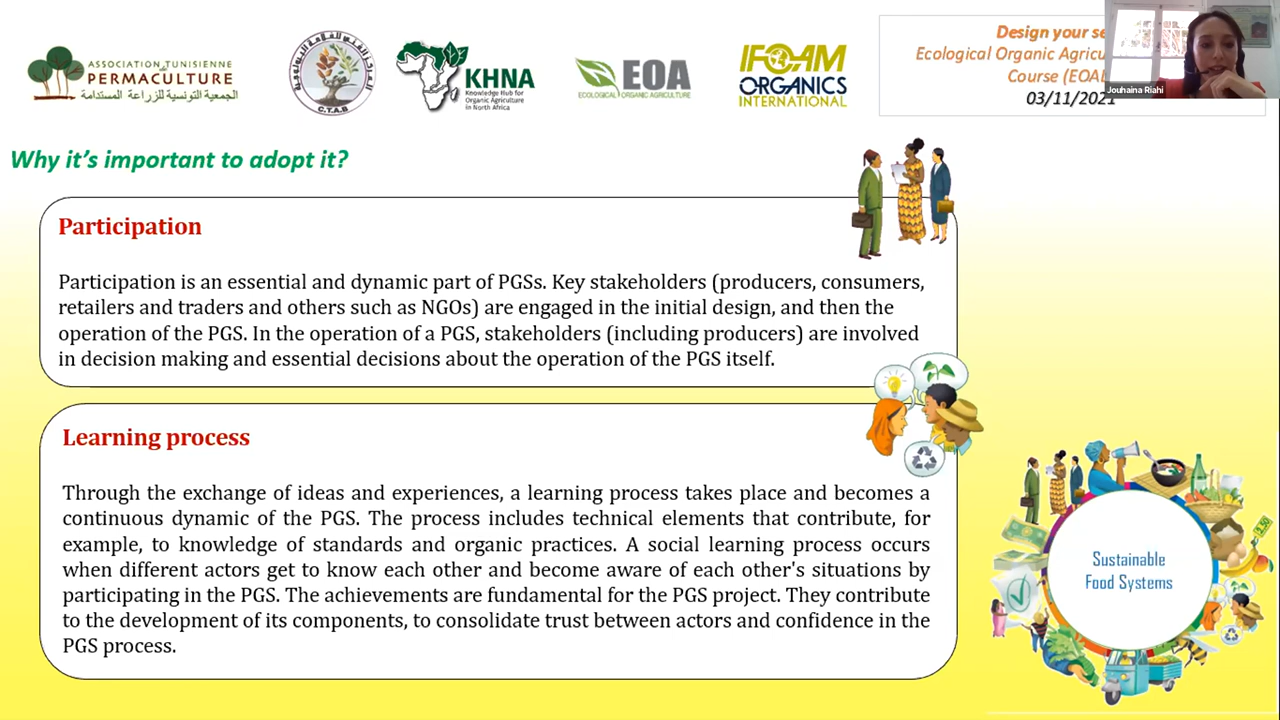 ASSOCIATION TUNISIENNE
PERMACULTURE
الجمعية التونسية للزراعة المستدامة
C.T.A.B
KHNA
Knowledge Hub for
Organic Agriculture
in North Africa
EOA
ECOLOGICAL ORGANIC AGRICULTURE
IFOAM
ORGANICS
INTERNATIONAL
Design your se
Ecological Organic Agricu
Course (EOAL
03/11/2021
Jouhaina Riahi
Why it's important to adopt it?
Participation
Participation is an essential and dynamic part of PGSs. Key stakeholders (producers, consumers,
retailers and traders and others such as NGOs) are engaged in the initial design, and then the
operation of the PGS. In the operation of a PGS, stakeholders (including producers) are involved
in decision making and essential decisions about the operation of the PGS itself.
Learning process
Through the exchange of ideas and experiences, a learning process takes place and becomes a
continuous dynamic of the PGS. The process includes technical elements that contribute, for
example, to knowledge of standards and organic practices. A social learning process occurs
when different actors get to know each other and become aware of each other's situations by
participating in the PGS. The achievements are fundamental for the PGS project. They contribute
to the development of its components, to consolidate trust between actors and confidence in the
PGS process.
Sustainable
Food Systems